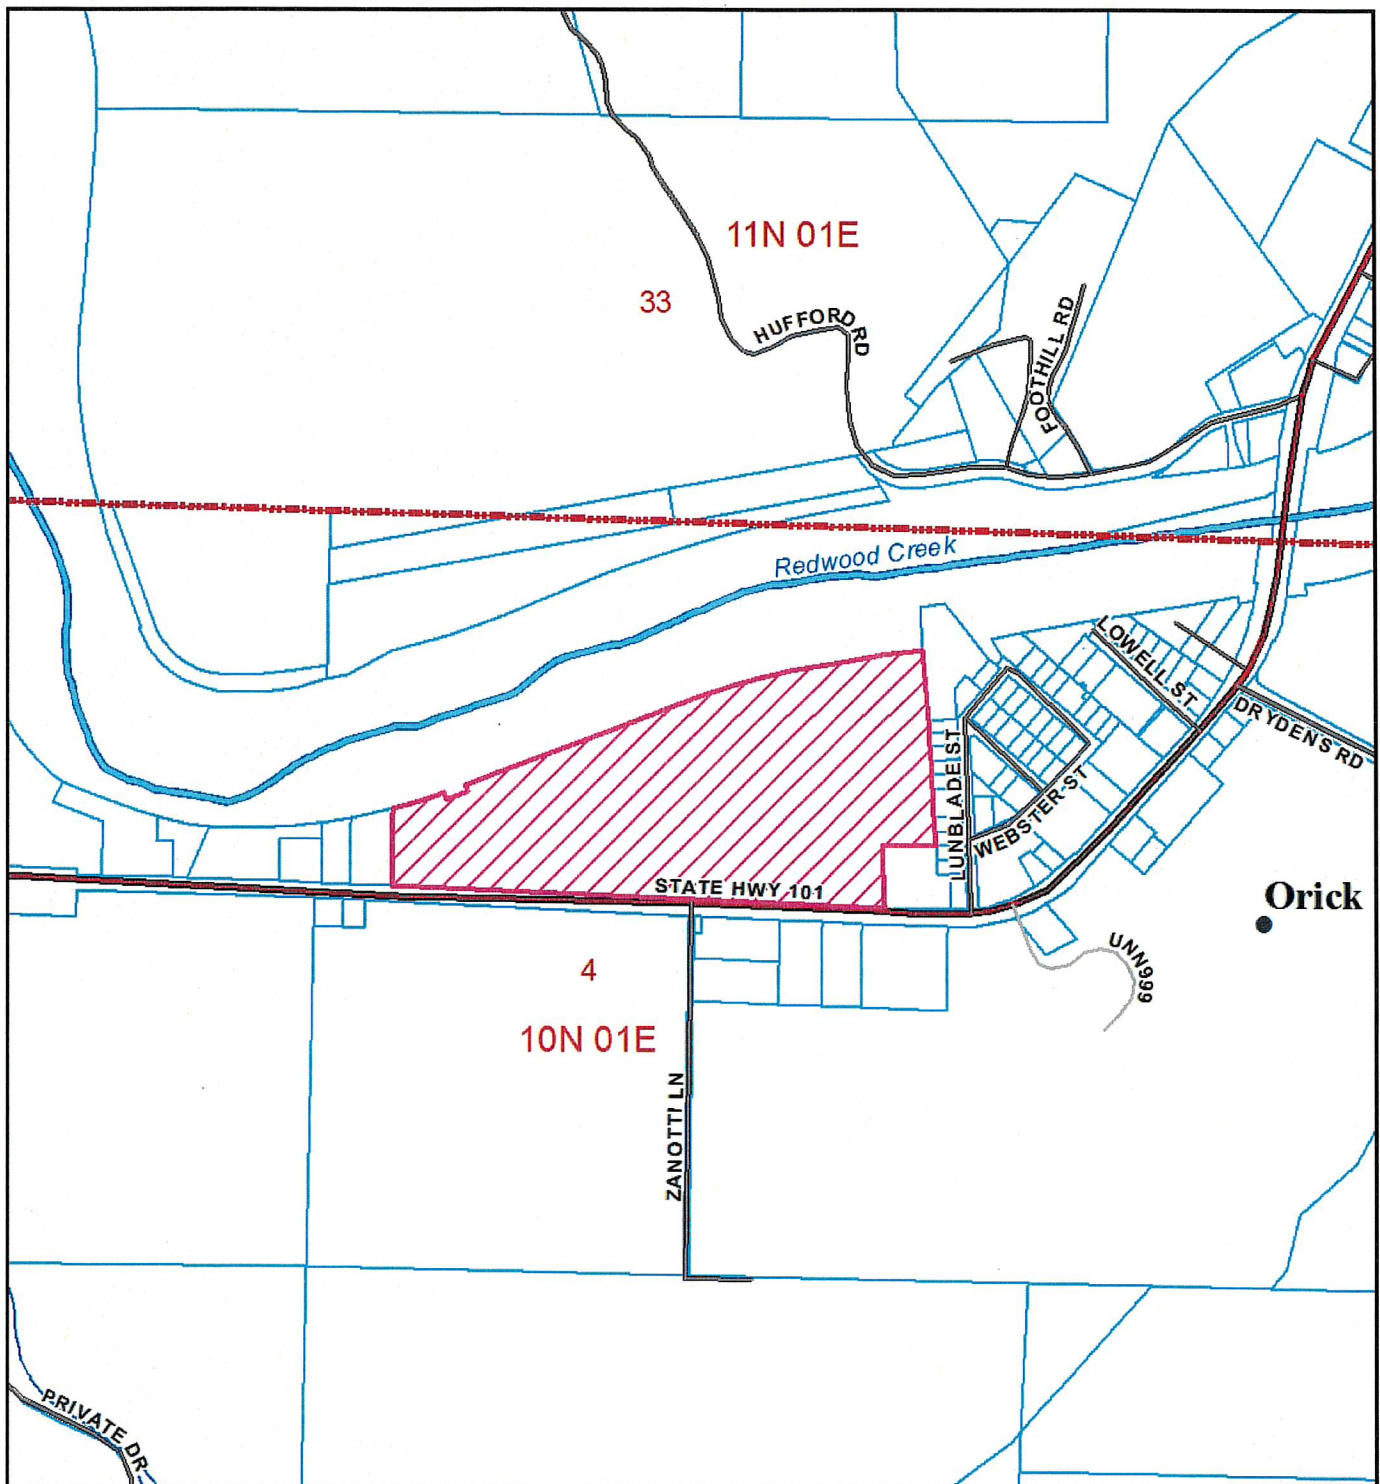 11N 01E
33
HUFFORD RD
FOOTHILL RD
Redwood Creek
LOWELL ST
DRYDENS RD
LUNBLADE ST
WEBSTER ST
STATE HWY 101
Orick
UNN999
4
10N 01E
ZANOTTI LN
PRIVATE DR